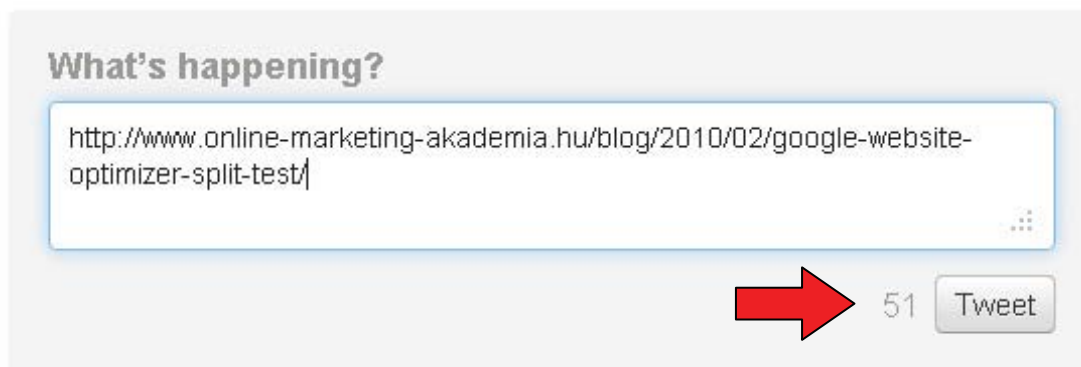 What's happening?
http://www.online-marketing-akademia.hu/blog/2010/02/google-website-
optimizer-split-test/
51 Tweet